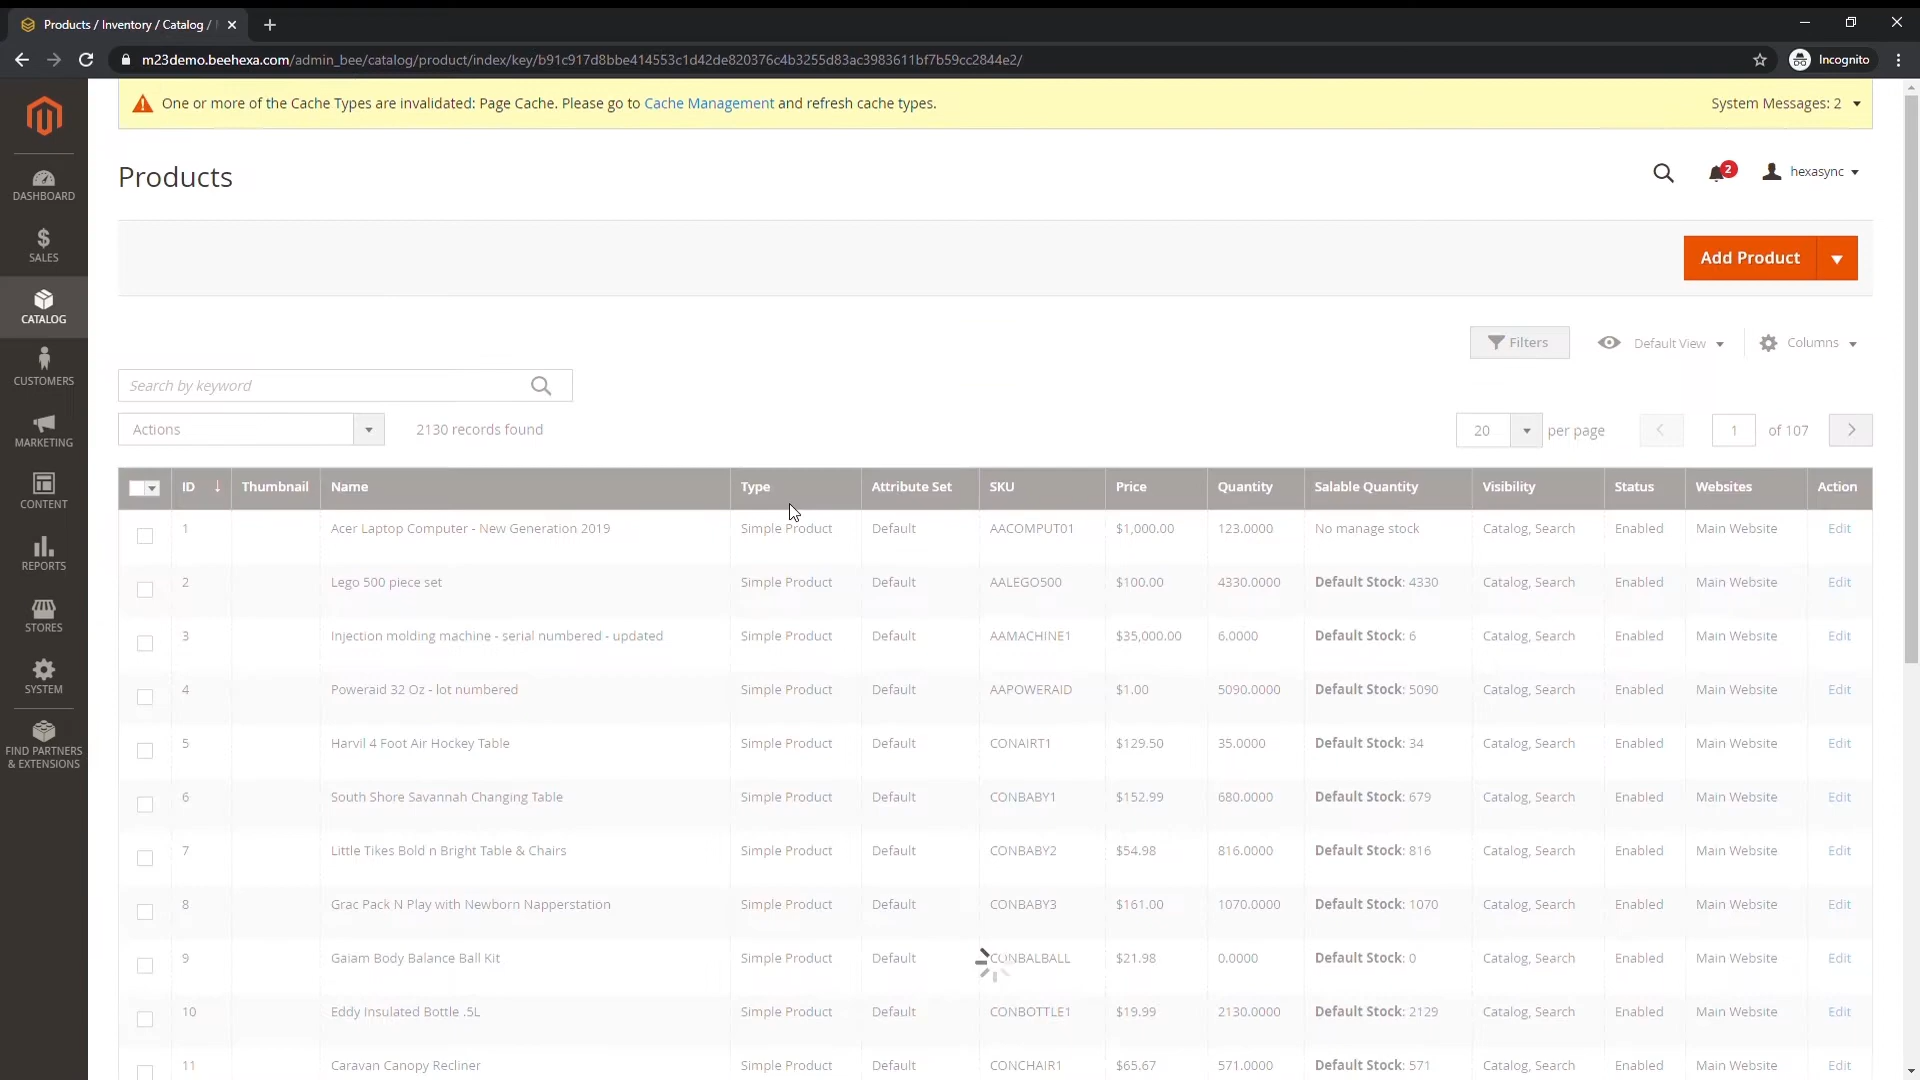 Products / Inventory / Catalog /
m23demo.beehexa.com/admin_bee/catalog/product/index/key/b91c917d8bbe414553c1d42de820376c4b3255d83ac3983611bf7b59cc2844e2/
Incognito
One or more of the Cache Types are invalidated: Page Cache. Please go to Cache Management and refresh cache types.
System Messages: 2
Products
2
hexasync
DASHBOARD
SALES
CATALOG
CUSTOMERS
MARKETING
CONTENT
REPORTS
STORES
SYSTEM
FIND PARTNERS
& EXTENSIONS
Add Product
Filters
Default View
Columns
Search by keyword
Actions
2130 records found
20 per page
1 of 107
ID Thumbnail Name Type Attribute Set SKU Price Quantity Salable Quantity Visibility Status Websites Action
1 Acer Laptop Computer - New Generation 2019 Simple Product Default AACOMPUT01 $1,000.00 123.0000 No manage stock Catalog, Search Enabled Main Website Edit
2 Lego 500 piece set Simple Product Default AALEGO500 $100.00 4330.0000 Default Stock: 4330 Catalog, Search Enabled Main Website Edit
3 Injection molding machine - serial numbered - updated Simple Product Default AAMACHINE1 $35,000.00 6.0000 Default Stock: 6 Catalog, Search Enabled Main Website Edit
4 Poweraid 32 Oz - lot numbered Simple Product Default AAPOWERAID $1.00 5090.0000 Default Stock: 5090 Catalog, Search Enabled Main Website Edit
5 Harvil 4 Foot Air Hockey Table Simple Product Default CONAIRT1 $129.50 35.0000 Default Stock: 34 Catalog, Search Enabled Main Website Edit
6 South Shore Savannah Changing Table Simple Product Default CONBABY1 $152.99 680.0000 Default Stock: 679 Catalog, Search Enabled Main Website Edit
7 Little Tikes Bold n Bright Table & Chairs Simple Product Default CONBABY2 $54.98 816.0000 Default Stock: 816 Catalog, Search Enabled Main Website Edit
8 Grac Pack N Play with Newborn Napperstation Simple Product Default CONBABY3 $161.00 1070.0000 Default Stock: 1070 Catalog, Search Enabled Main Website Edit
9 Gaiam Body Balance Ball Kit Simple Product Default CONBALBALL $21.98 0.0000 Default Stock: 0 Catalog, Search Enabled Main Website Edit
10 Eddy Insulated Bottle .5L Simple Product Default CONBOTTLE1 $19.99 2130.0000 Default Stock: 2129 Catalog, Search Enabled Main Website Edit
11 Caravan Canopy Recliner Simple Product Default CONCHAIR1 $65.67 571.0000 Default Stock: 571 Catalog, Search Enabled Main Website Edit